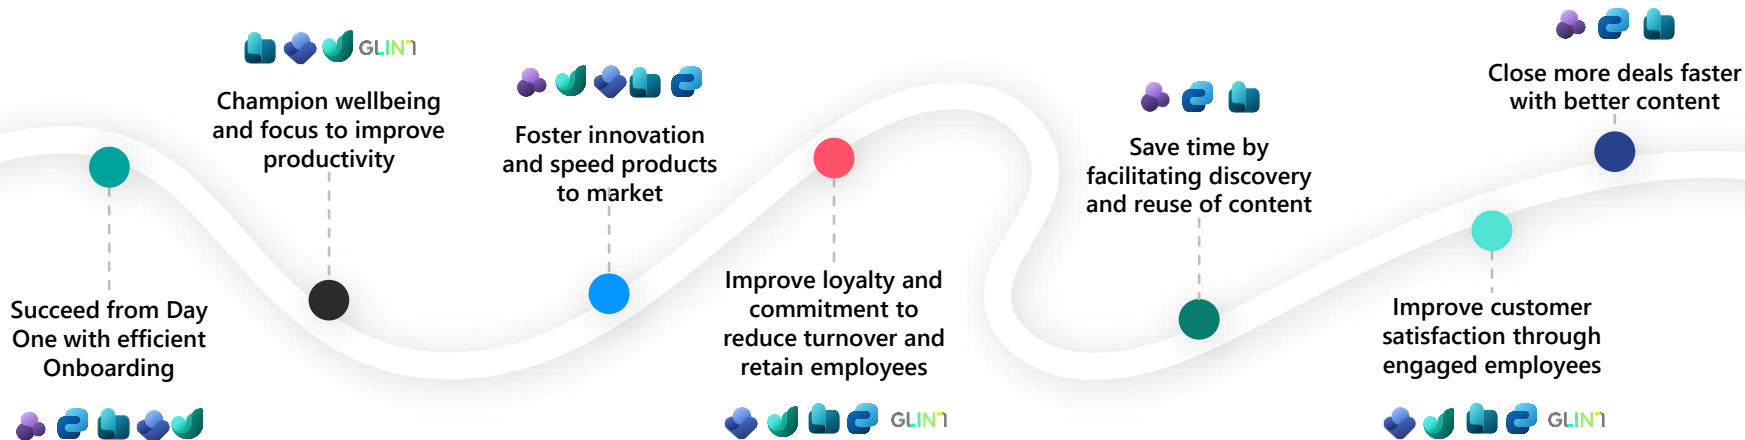 GLINT
Champion wellbeing
and focus to improve
productivity
Foster innovation
and speed products
to market
Close more deals faster
with better content
Save time by
facilitating discovery
and reuse of content
Succeed from Day
One with efficient
Onboarding
Improve loyalty and
commitment to
reduce turnover and
retain employees
GLINT
Improve customer
satisfaction through
engaged employees
GLINT